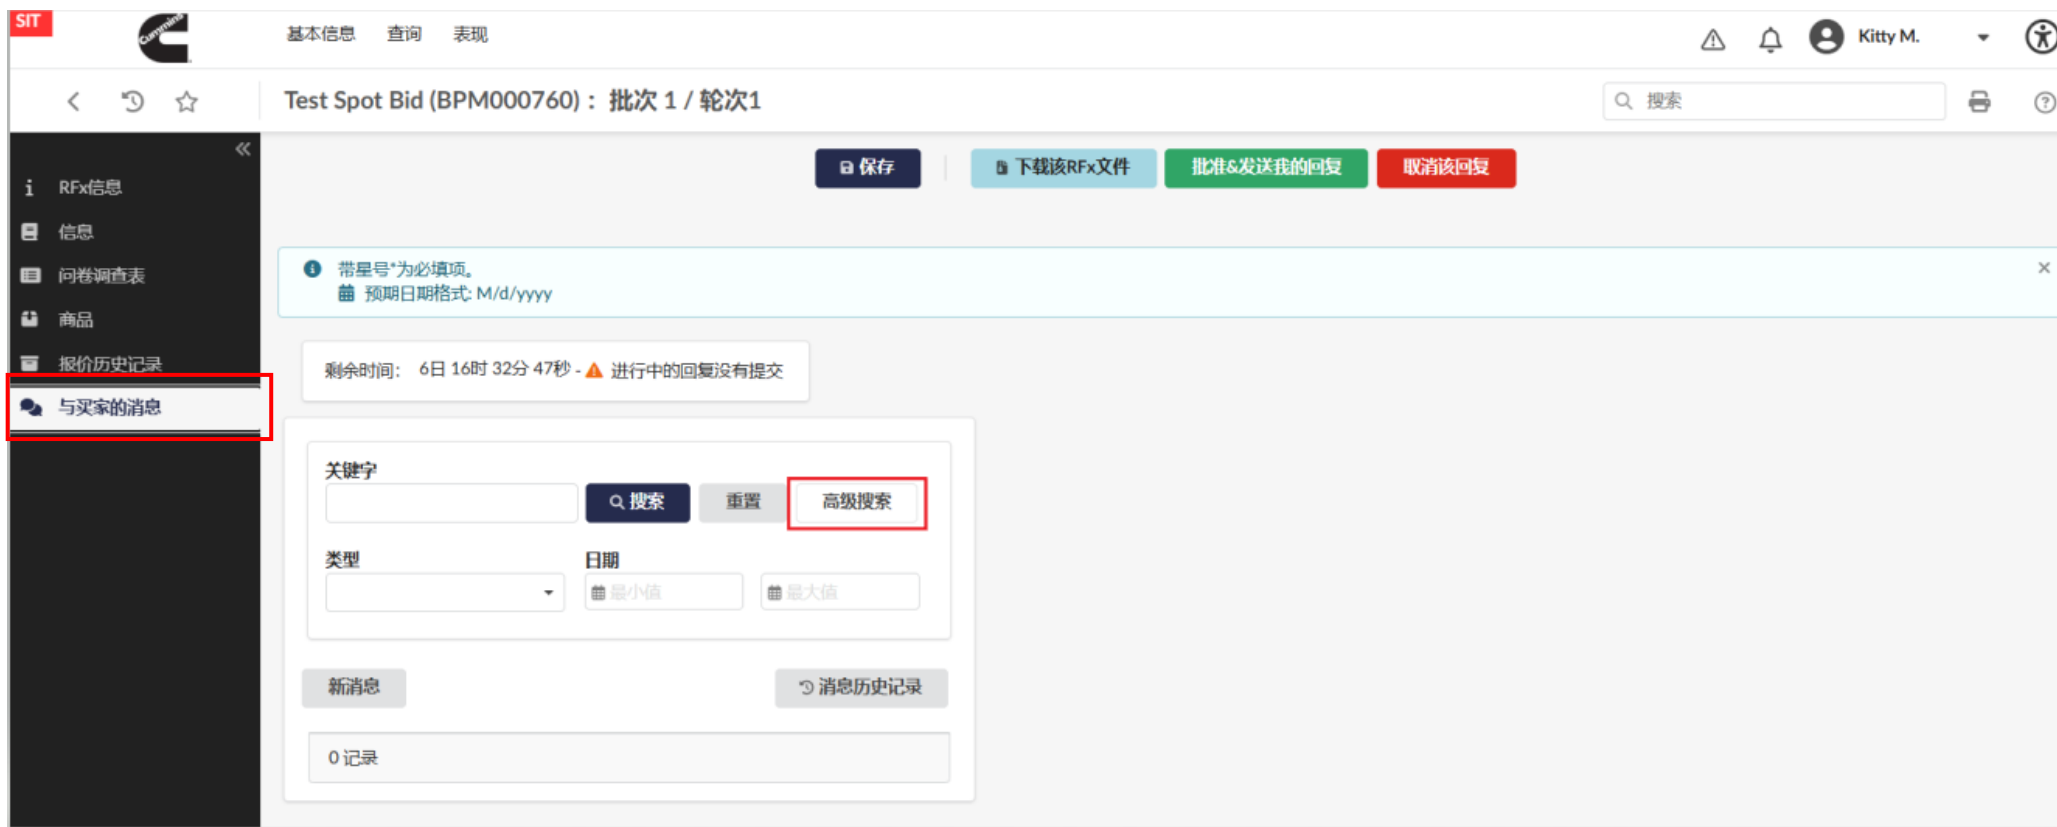 SIT
Cummins
基本信息 查询 表现
Kitty M.
Test Spot Bid (BPM000760)： 批次 1 / 轮次1
搜索
保存 下载该RFx文件 批准&发送我的回复 取消该回复
RFx信息
信息
问卷调查表
商品
报价历史记录
与买家的消息
带星号*为必填项。
预期日期格式: M/d/yyyy
剩余时间： 6日 16时 32分 47秒 - 进行中的回复没有提交
关键字
搜索 重置 高级搜索
类型 日期
最小值 最大值
新消息 消息历史记录
0 记录